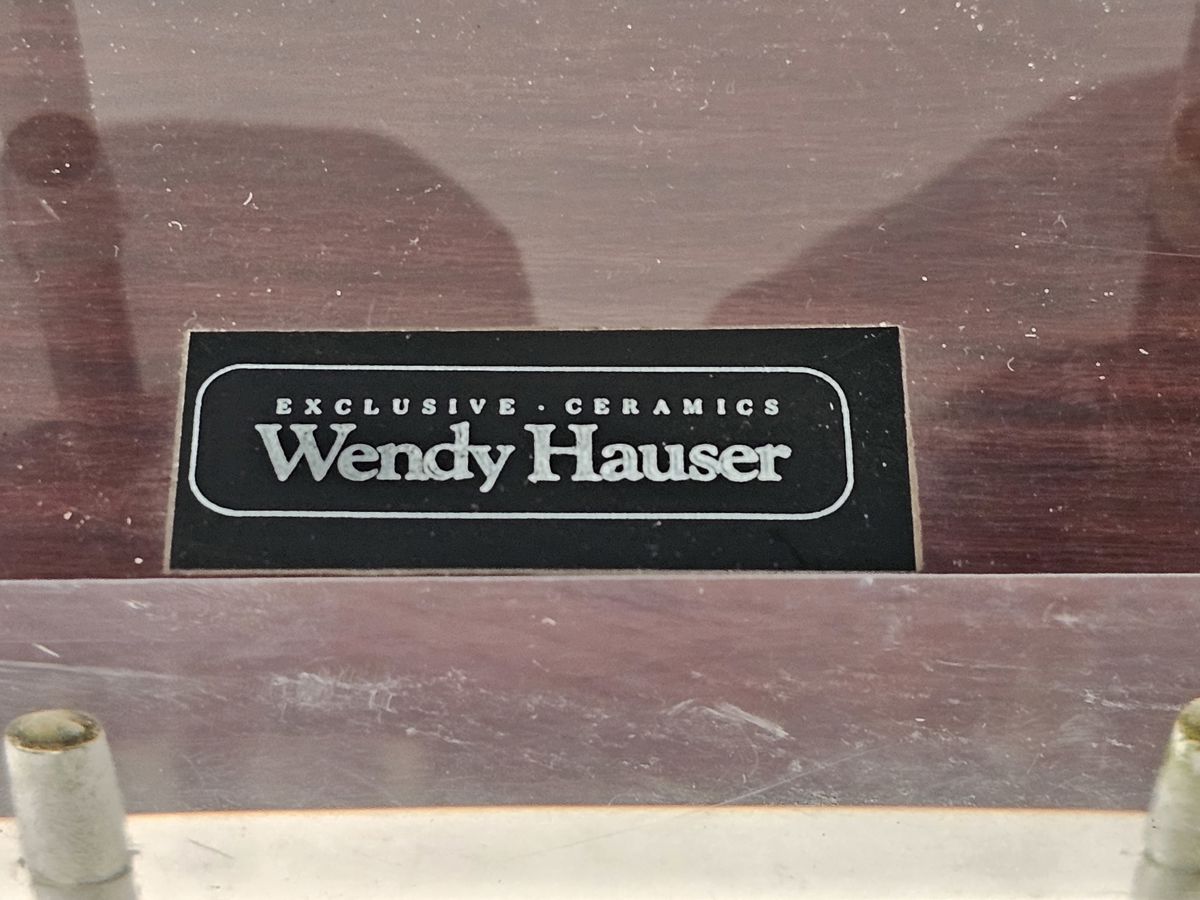 EXCLUSIVE · CERAMICS
Wendy Hauser